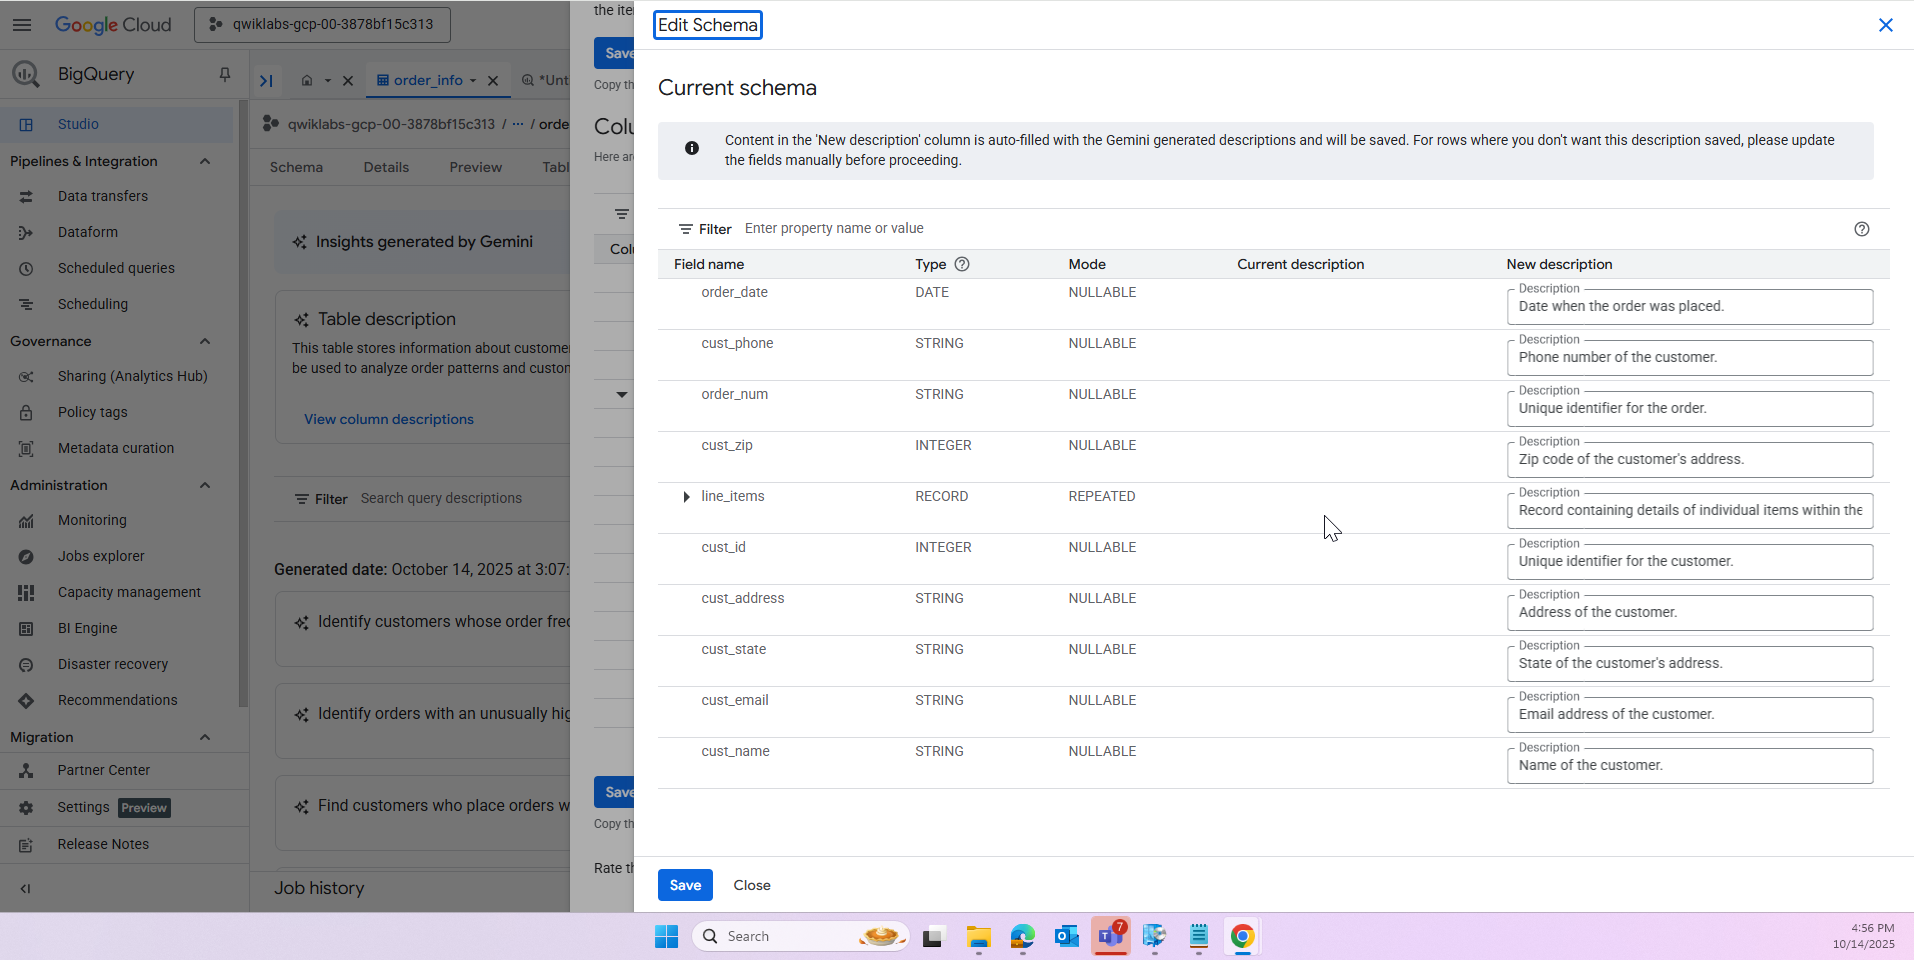 Google Cloud
qwiklabs-gcp-00-3878bf15c313
BigQuery
Studio
Pipelines & Integration
Data transfers
Dataform
Scheduled queries
Scheduling
Governance
Sharing (Analytics Hub)
Policy tags
Metadata curation
Administration
Monitoring
Jobs explorer
Capacity management
BI Engine
Disaster recovery
Recommendations
Migration
Partner Center
Settings Preview
Release Notes
order_info
*Unt
qwiklabs-gcp-00-3878bf15c313 / ··· / orde
Schema Details Preview Tabl
Insights generated by Gemini
Table description
This table stores information about custome
be used to analyze order patterns and custon
View column descriptions
Filter Search query descriptions
Generated date: October 14, 2025 at 3:07:
Identify customers whose order fre
Identify orders with an unusually hig
Find customers who place orders w
Job history
the ite
Save
Copy th
Colu
Here ar
Colu
Save
Copy th
Rate th
Edit Schema
Current schema
Content in the 'New description' column is auto-filled with the Gemini generated descriptions and will be saved. For rows where you don't want this description saved, please update
the fields manually before proceeding.
Filter Enter property name or value
Field name Type Mode Current description New description
order_date DATE NULLABLE Description
Date when the order was placed.
cust_phone STRING NULLABLE Description
Phone number of the customer.
order_num STRING NULLABLE Description
Unique identifier for the order.
cust_zip INTEGER NULLABLE Description
Zip code of the customer's address.
line_items RECORD REPEATED Description
Record containing details of individual items within the
cust_id INTEGER NULLABLE Description
Unique identifier for the customer.
cust_address STRING NULLABLE Description
Address of the customer.
cust_state STRING NULLABLE Description
State of the customer's address.
cust_email STRING NULLABLE Description
Email address of the customer.
cust_name STRING NULLABLE Description
Name of the customer.
Save Close
Search
7
4:56 PM
10/14/2025